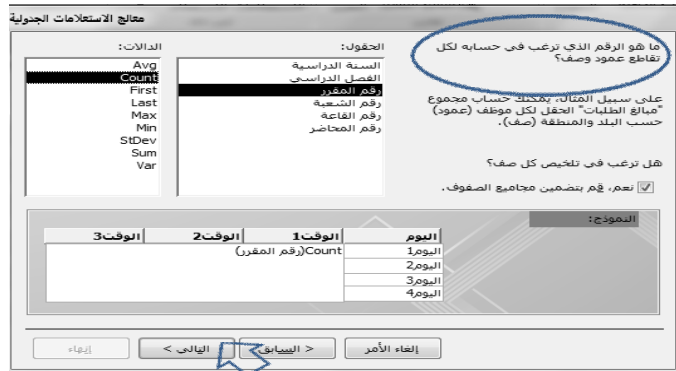 معالج الاستعلامات الجدولية
ما هو الرقم الذي ترغب في حسابه لكل
تقاطع عمود وصف؟
على سبيل المثال، يمكنك حساب مجموع
"مبالغ الطلبات" الحقل لكل موظف (عمود)
حسب البلد والمنطقة (صف).
هل ترغب في تلخيص كل صف؟
نعم، قم بتضمين مجاميع الصفوف.
الحقول:
السنة الدراسية
الفصل الدراسي
رقم المقرر
رقم الشعبة
رقم القاعة
رقم المحاضر
الدالات:
Avg
Count
First
Last
Max
Min
StDev
Sum
Var
النموذج:
اليوم الوقت1 الوقت2 الوقت3
اليوم1 Count(رقم المقرر)
اليوم2
اليوم3
اليوم4
إلغاء الأمر
< السابق
التالي >
إنهاء